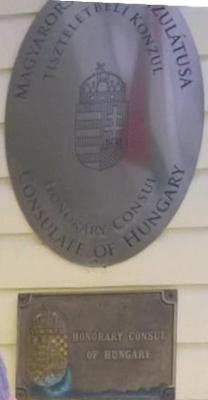 TISZTELETBELI KONZUL
HONORARY CONSUL
CONSULATE OF HUNGARY
HONORARY CONSUL
OF HUNGARY